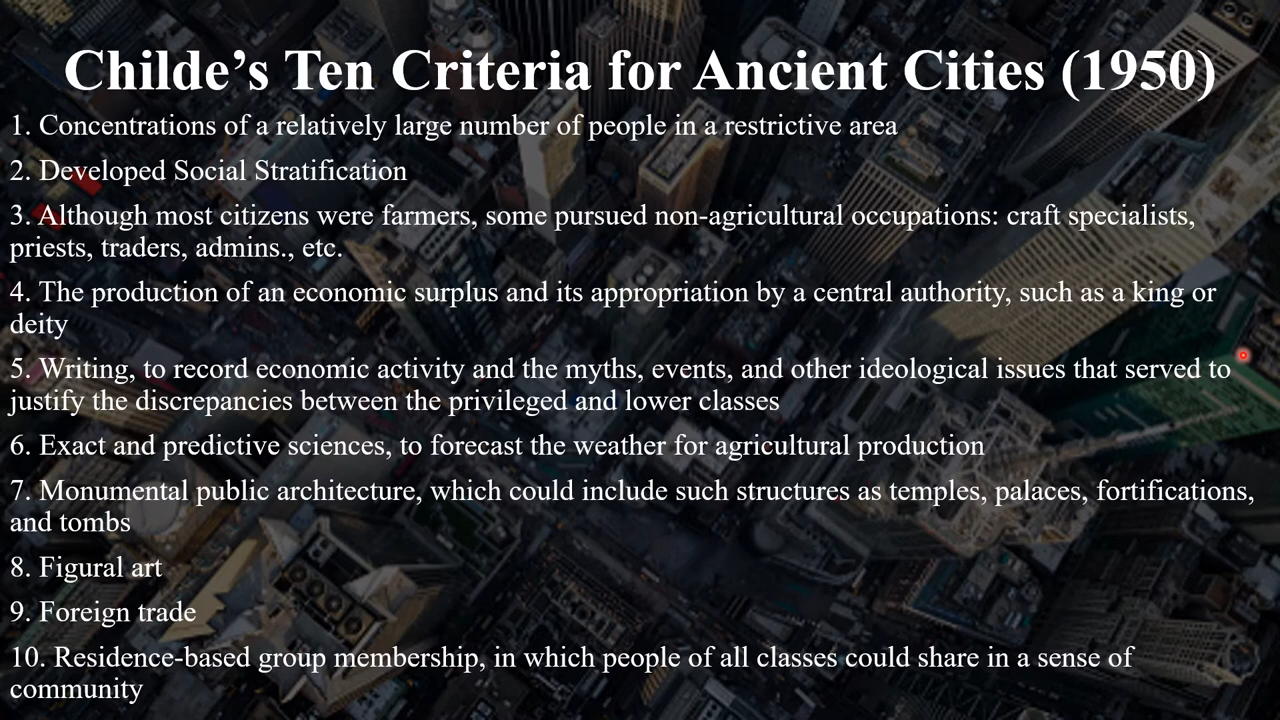 Childe’s Ten Criteria for Ancient Cities (1950)
1. Concentrations of a relatively large number of people in a restrictive area
2. Developed Social Stratification
3. Although most citizens were farmers, some pursued non-agricultural occupations: craft specialists,
priests, traders, admins., etc.
4. The production of an economic surplus and its appropriation by a central authority, such as a king or
deity
5. Writing, to record economic activity and the myths, events, and other ideological issues that served to
justify the discrepancies between the privileged and lower classes
6. Exact and predictive sciences, to forecast the weather for agricultural production
7. Monumental public architecture, which could include such structures as temples, palaces, fortifications,
and tombs
8. Figural art
9. Foreign trade
10. Residence-based group membership, in which people of all classes could share in a sense of
community